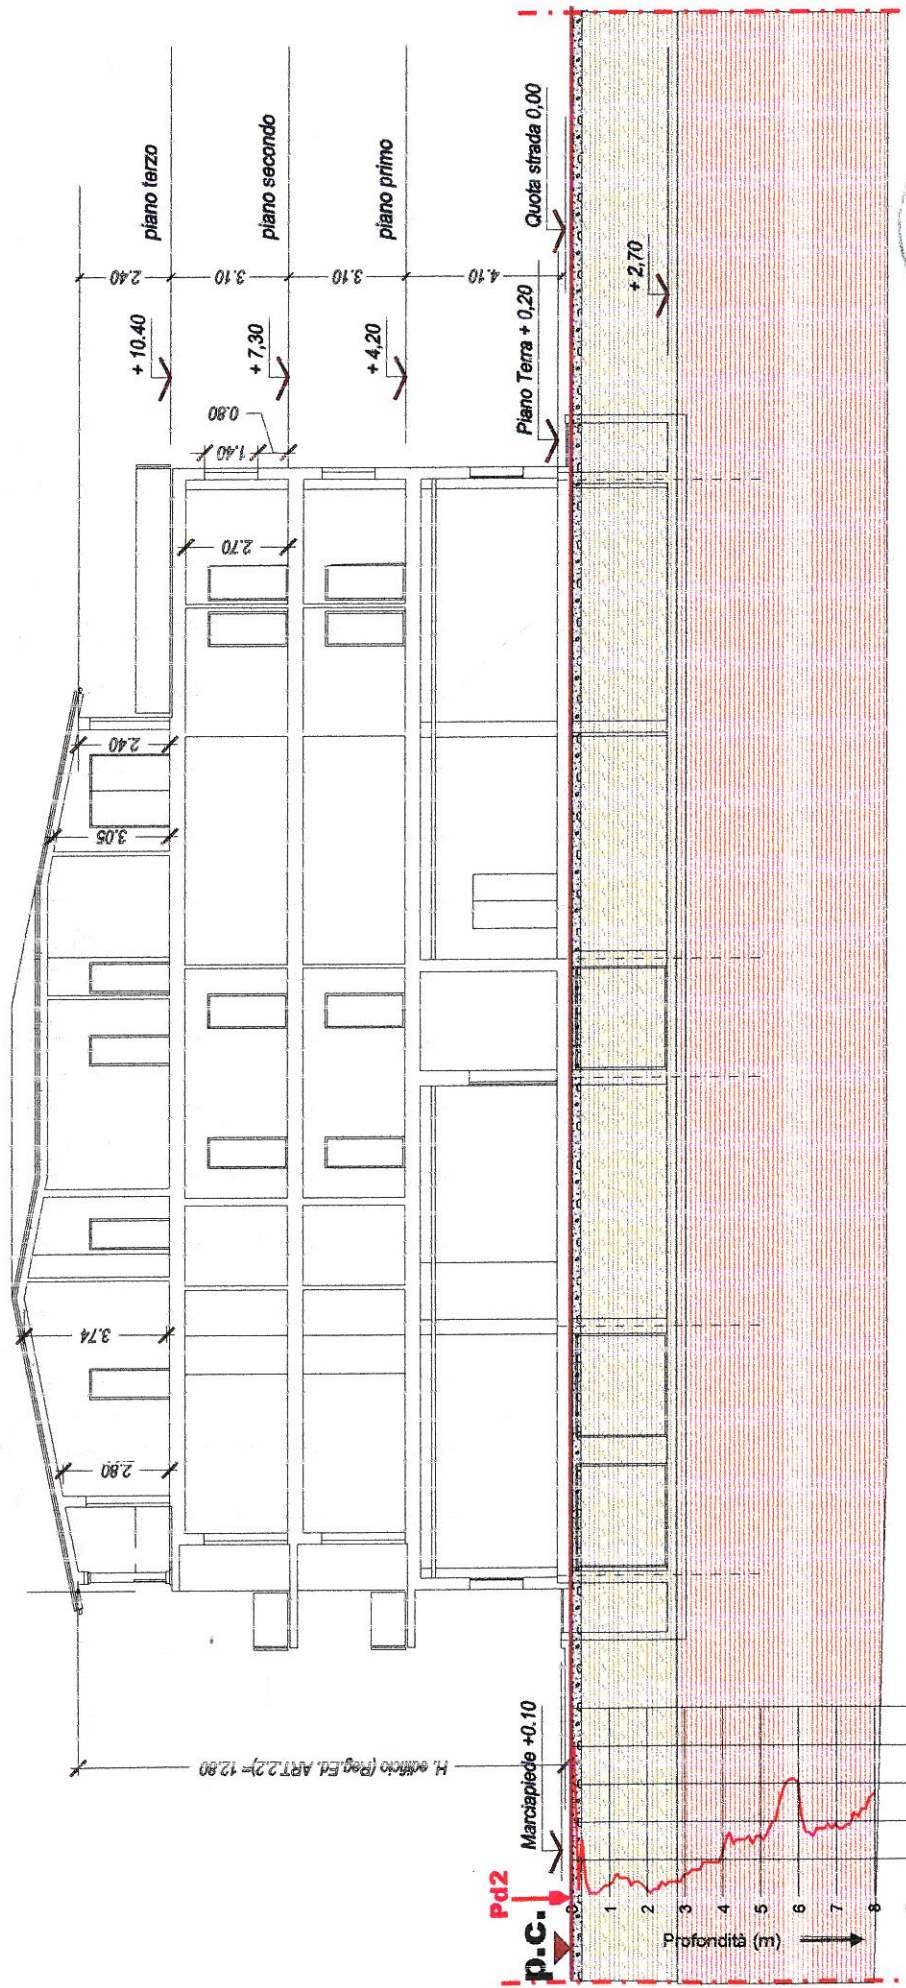 piano terzo
piano secondo
piano primo
2.40
3.10
3.10
4.10
+ 10.40
+ 7,30
+ 4,20
0.80
1.40
2.70
Quota strada 0,00
Piano Terra + 0,20
+ 2,70
2.40
3.05
3.74
2.80
H. edificio (Reg.Ed. ART.2.2)= 12.80
Marciapiede +0.10
Pd2
p.c.
0
1
2
3
4
5
6
7
8
Profondità (m)